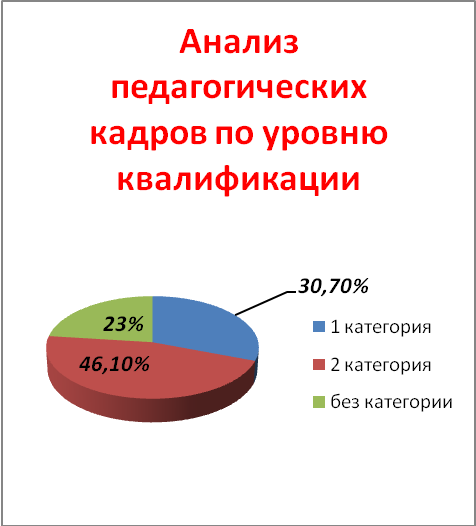 Анализ
педагогических
кадров по уровню
квалификации
30,70%
23%
46,10%
1 категория
2 категория
без категории